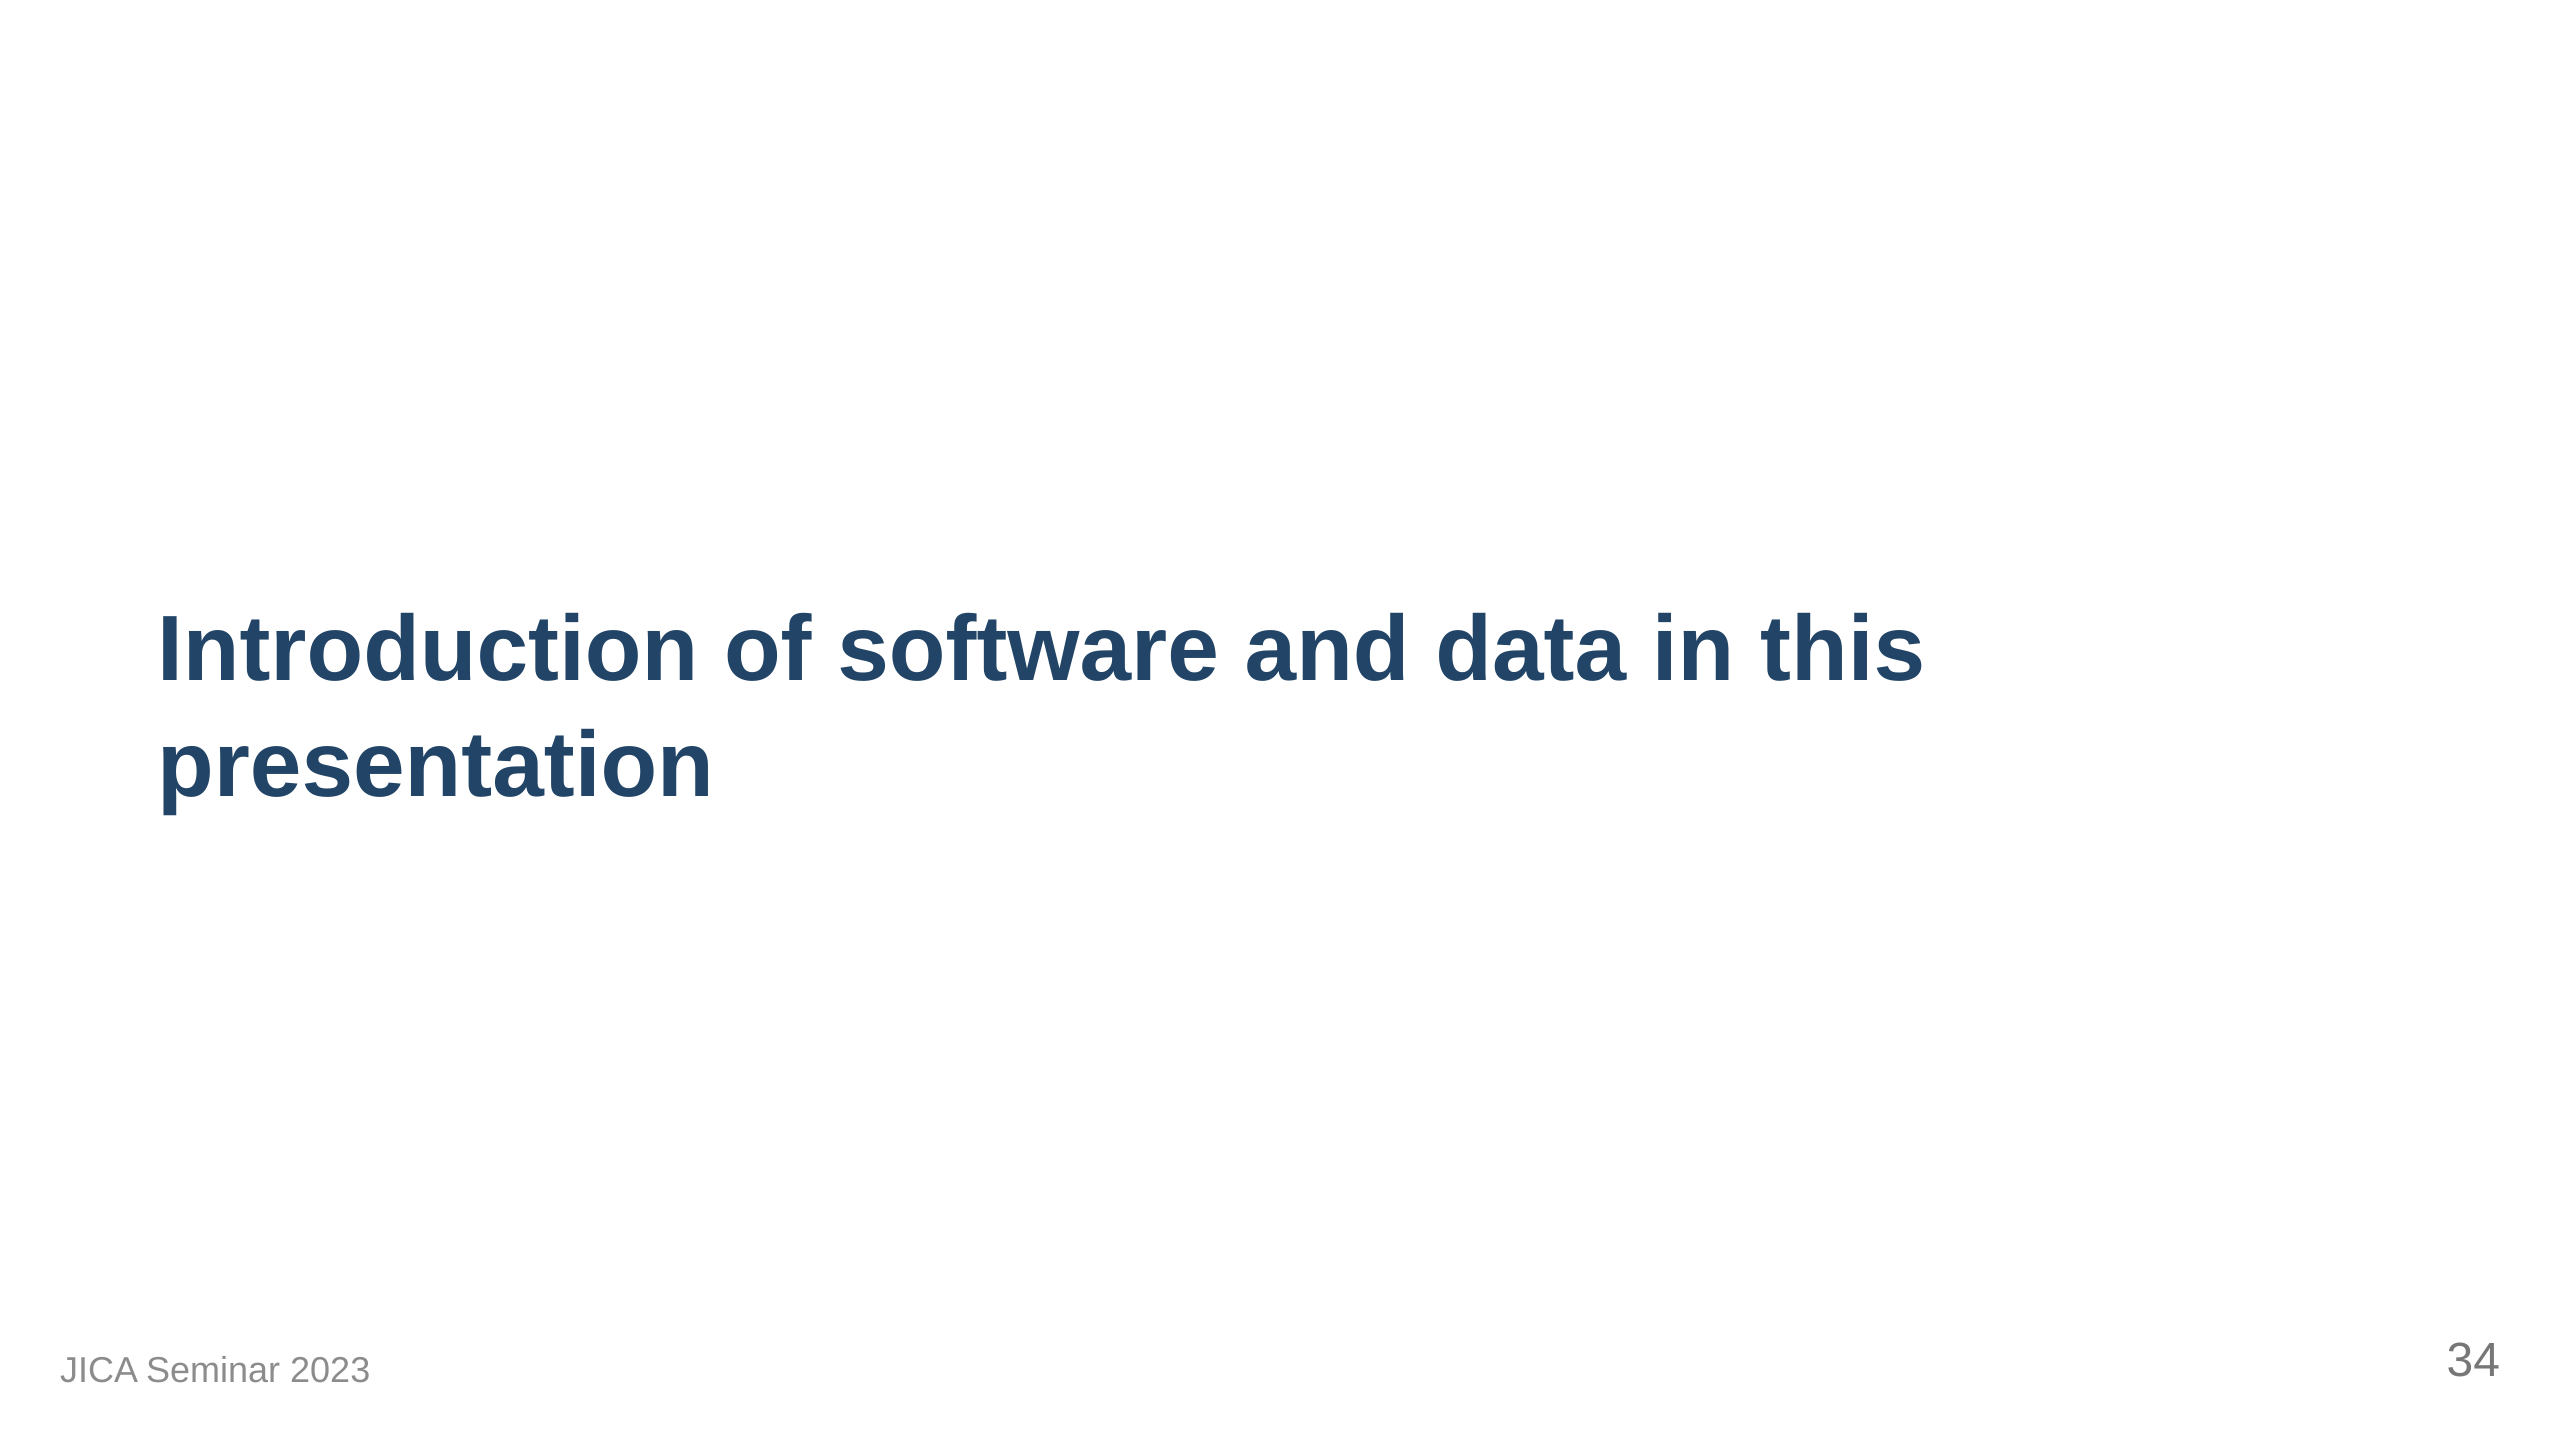 Introduction of software and data in this
presentation
JICA Seminar 2023
34